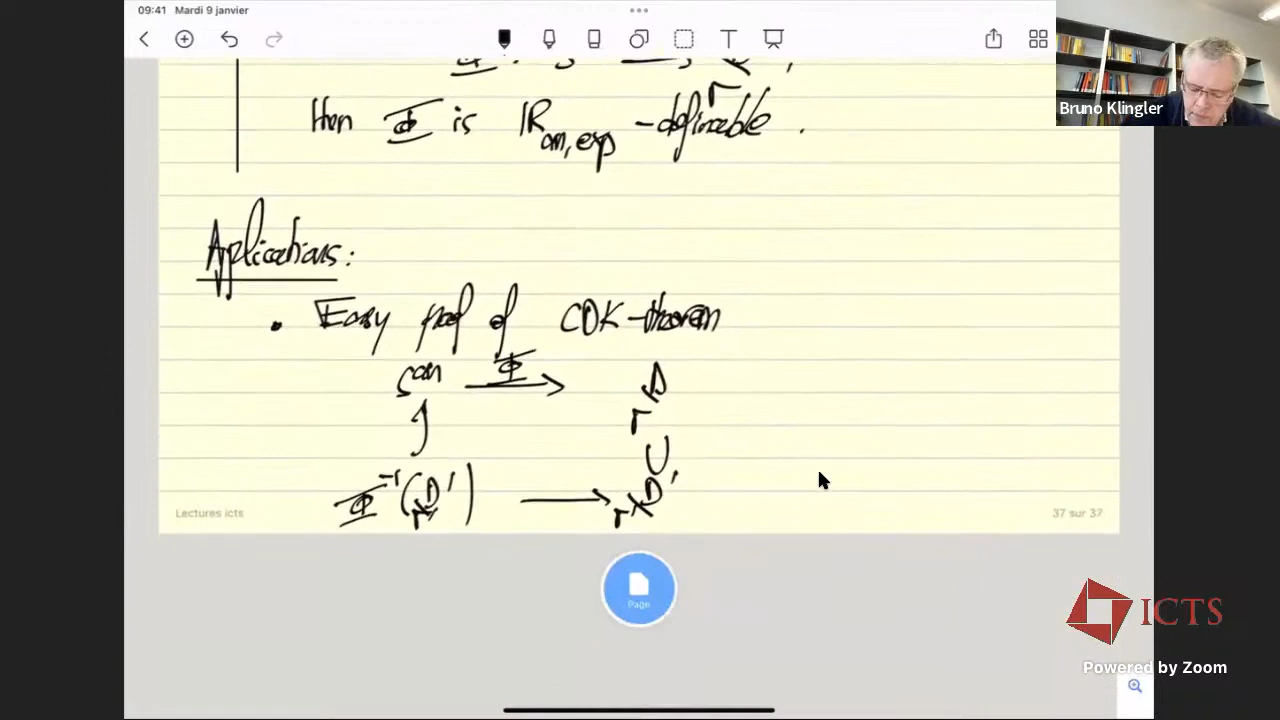 09:41 Mardi 9 janvier
Bruno Klingler
then Φ is ℝ_an,exp - definable .
Aplications :
• Easy proof of CDK-theorem
S^an Φ → Γ\D
Φ^-1 (Γ'\D') → Γ'\D'
Lectures icts
37 sur 37
Page
ICTS
Powered by Zoom